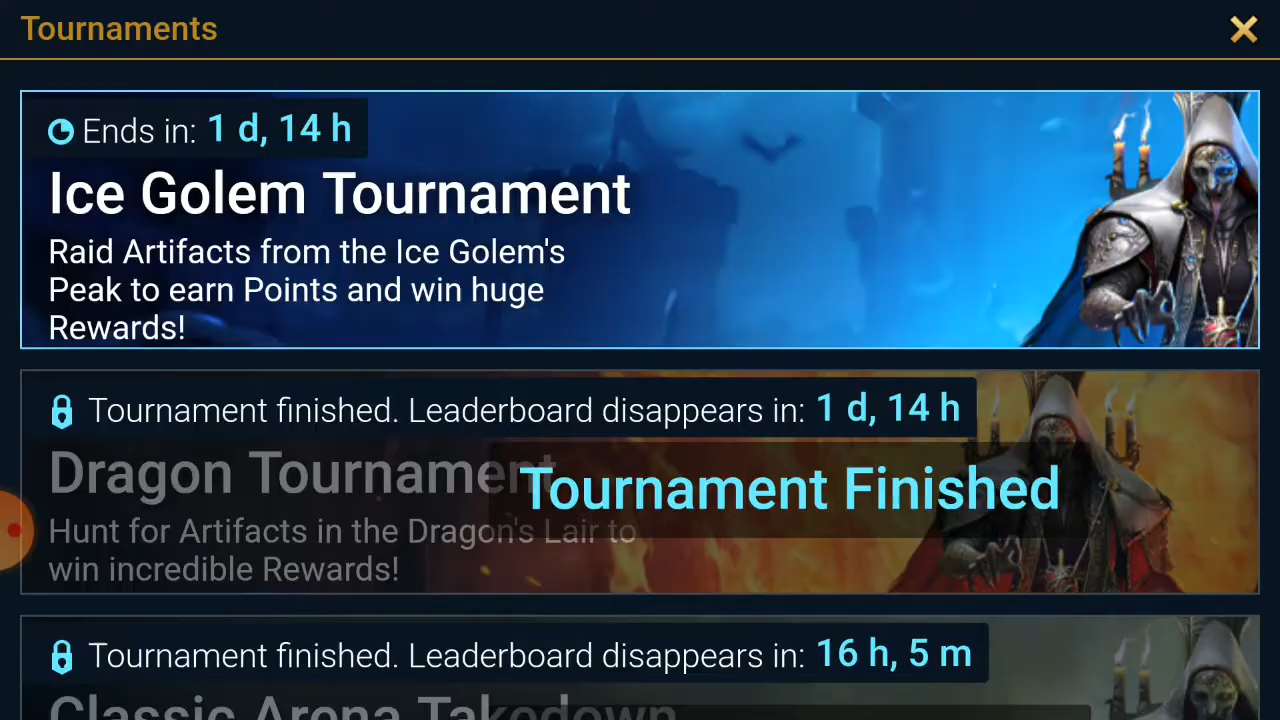 Tournaments
Ends in: 1 d, 14 h
Ice Golem Tournament
Raid Artifacts from the Ice Golem's
Peak to earn Points and win huge
Rewards!
Tournament finished. Leaderboard disappears in: 1 d, 14 h
Dragon Tournament
Tournament Finished
Hunt for Artifacts in the Dragon's Lair to
win incredible Rewards!
Tournament finished. Leaderboard disappears in: 16 h, 5 m
Classic Arena Takedown